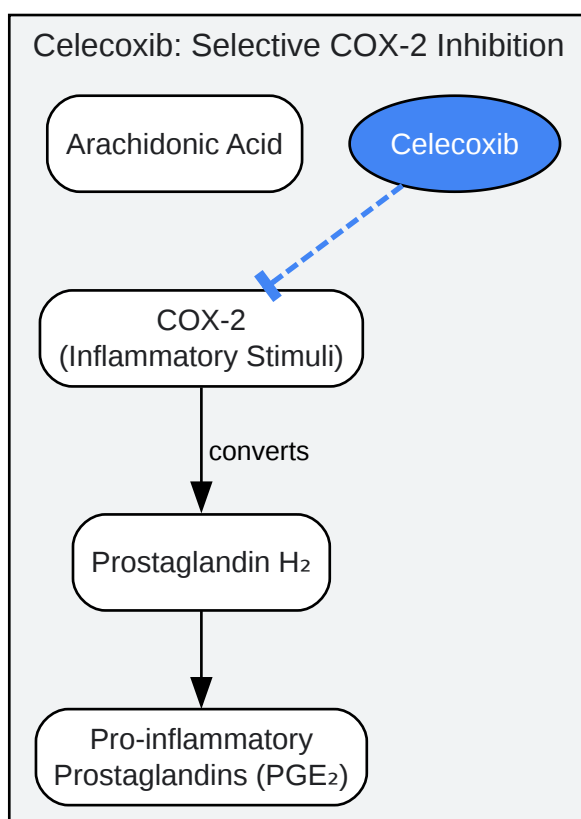 Celecoxib: Selective COX-2 Inhibition
Arachidonic Acid
Celecoxib
COX-2
(Inflammatory Stimuli)
converts
Prostaglandin H₂
Pro-inflammatory
Prostaglandins (PGE₂)